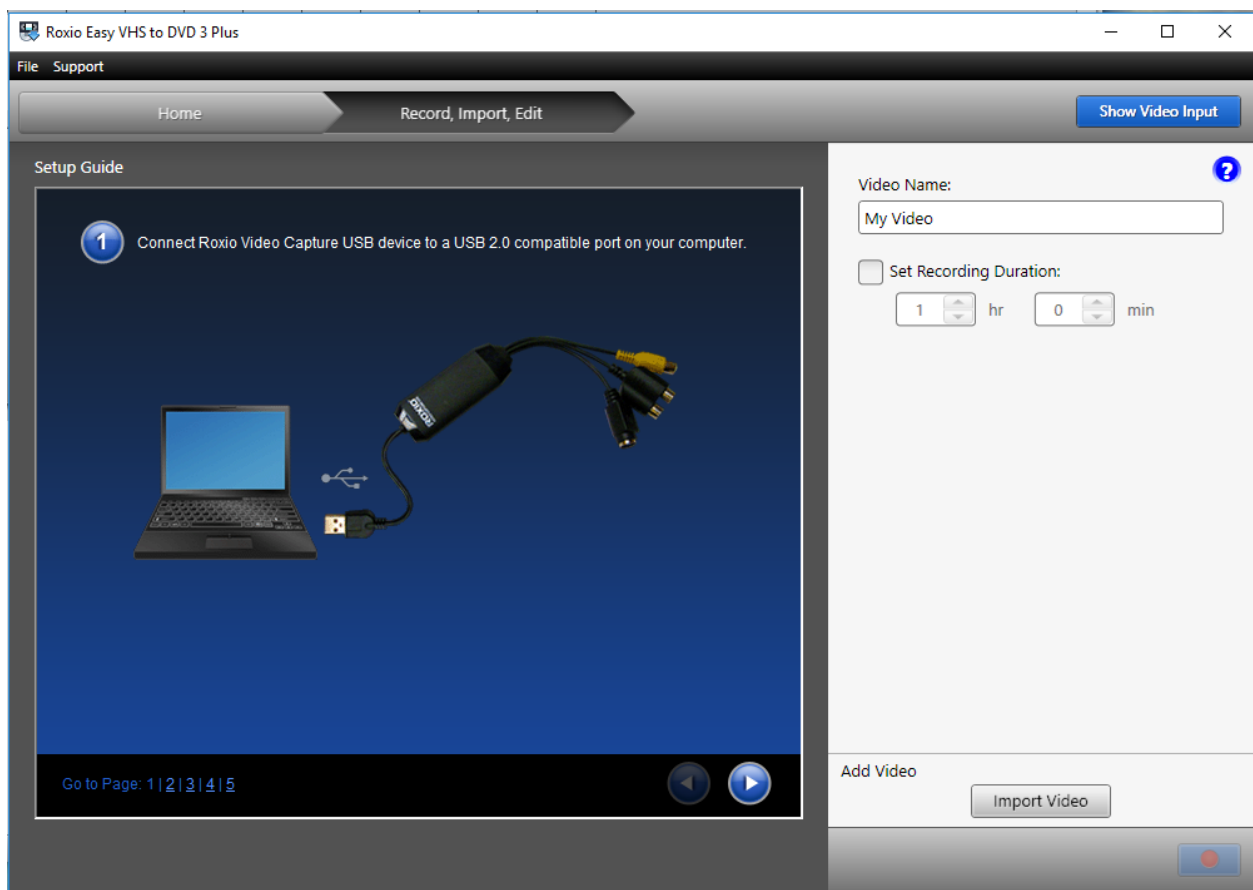 Roxio Easy VHS to DVD 3 Plus
File Support
Home
Record, Import, Edit
Show Video Input
Setup Guide
1
Connect Roxio Video Capture USB device to a USB 2.0 compatible port on your computer.
ROXIO
Go to Page: 1 | 2 | 3 | 4 | 5
?
Video Name:
My Video
Set Recording Duration:
1 hr 0 min
Add Video
Import Video